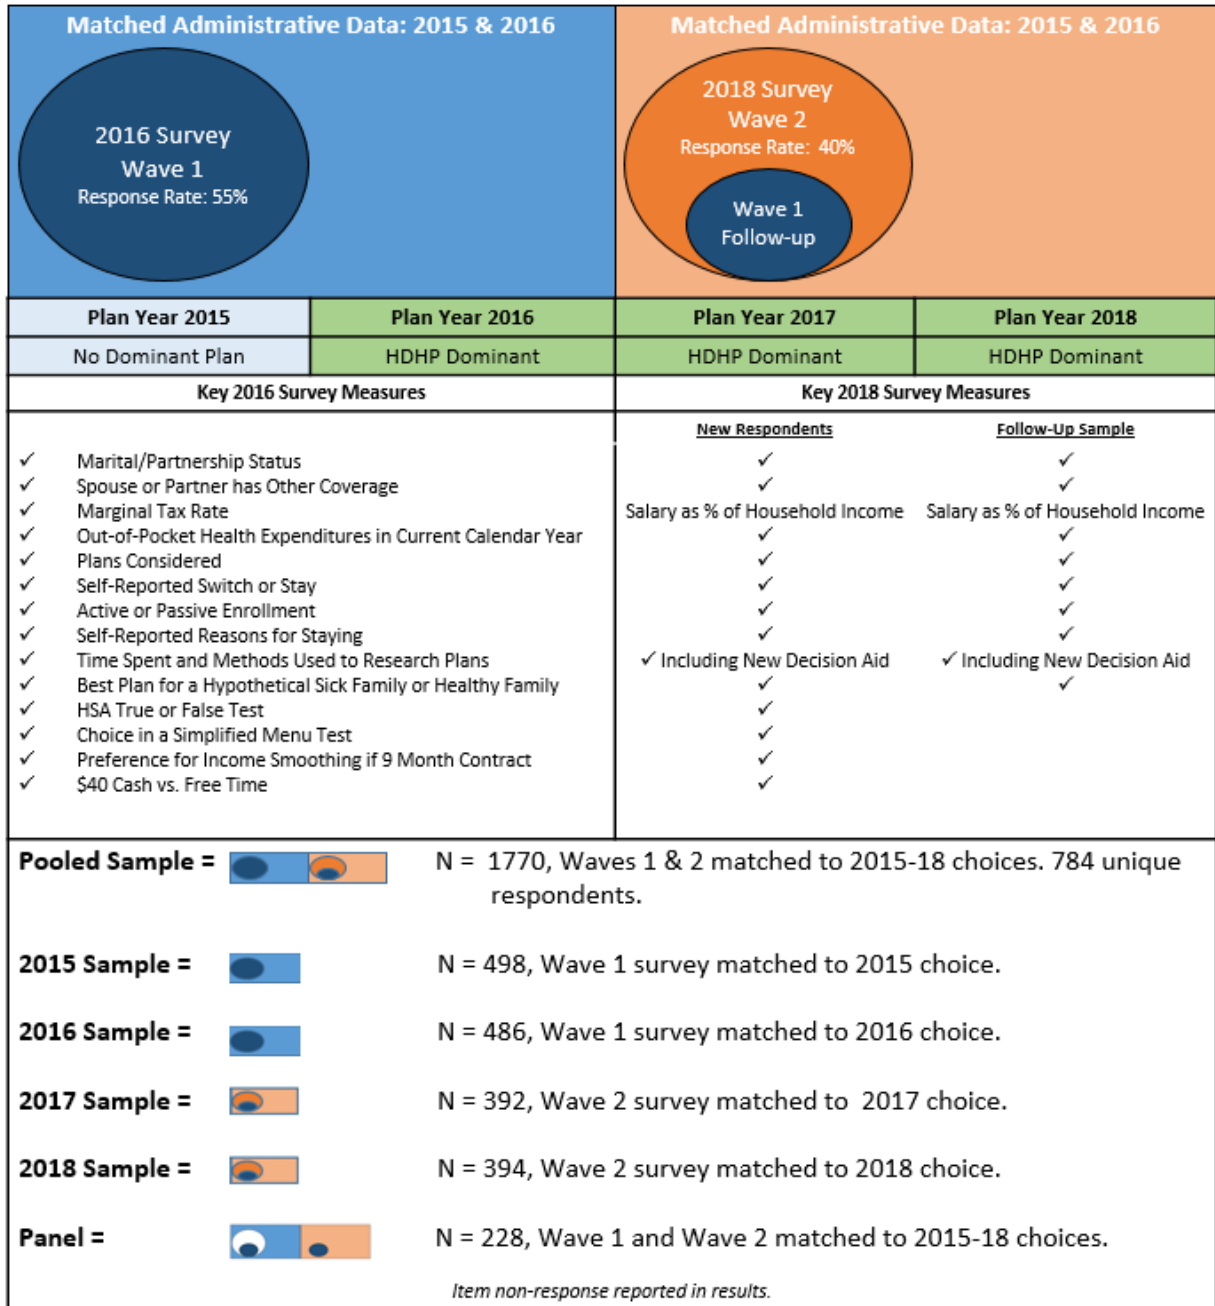 Matched Administrative Data: 2015 & 2016
2016 Survey
Wave 1
Response Rate: 55%
Matched Administrative Data: 2015 & 2016
2018 Survey
Wave 2
Response Rate: 40%
Wave 1
Follow-up
Plan Year 2015 Plan Year 2016 Plan Year 2017 Plan Year 2018
No Dominant Plan HDHP Dominant HDHP Dominant HDHP Dominant
Key 2016 Survey Measures Key 2018 Survey Measures
New Respondents Follow-Up Sample
✓ Marital/Partnership Status ✓ ✓
✓ Spouse or Partner has Other Coverage ✓ ✓
✓ Marginal Tax Rate Salary as % of Household Income Salary as % of Household Income
✓ Out-of-Pocket Health Expenditures in Current Calendar Year ✓ ✓
✓ Plans Considered ✓ ✓
✓ Self-Reported Switch or Stay ✓ ✓
✓ Active or Passive Enrollment ✓ ✓
✓ Self-Reported Reasons for Staying ✓ ✓
✓ Time Spent and Methods Used to Research Plans ✓ Including New Decision Aid ✓ Including New Decision Aid
✓ Best Plan for a Hypothetical Sick Family or Healthy Family ✓ ✓
✓ HSA True or False Test ✓
✓ Choice in a Simplified Menu Test ✓
✓ Preference for Income Smoothing if 9 Month Contract ✓
✓ $40 Cash vs. Free Time ✓
Pooled Sample = N = 1770, Waves 1 & 2 matched to 2015-18 choices. 784 unique
respondents.
2015 Sample = N = 498, Wave 1 survey matched to 2015 choice.
2016 Sample = N = 486, Wave 1 survey matched to 2016 choice.
2017 Sample = N = 392, Wave 2 survey matched to 2017 choice.
2018 Sample = N = 394, Wave 2 survey matched to 2018 choice.
Panel = N = 228, Wave 1 and Wave 2 matched to 2015-18 choices.
Item non-response reported in results.